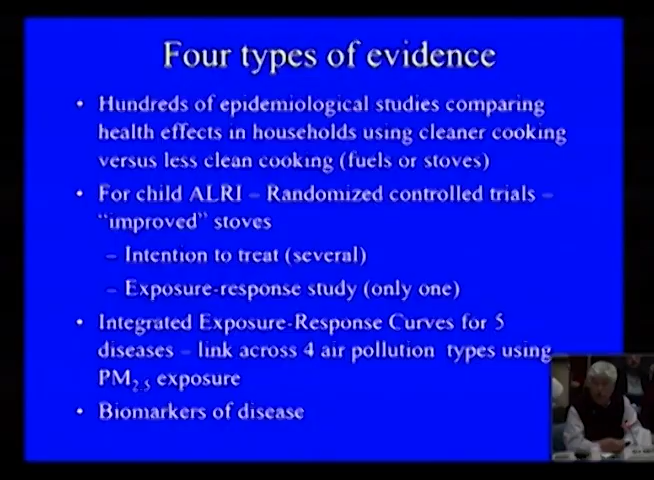 Four types of evidence
• Hundreds of epidemiological studies comparing
health effects in households using cleaner cooking
versus less clean cooking (fuels or stoves)
• For child ALRI – Randomized controlled trials –
“improved” stoves
– Intention to treat (several)
– Exposure-response study (only one)
• Integrated Exposure-Response Curves for 5
diseases – link across 4 air pollution types using
PM2.5 exposure
• Biomarkers of disease